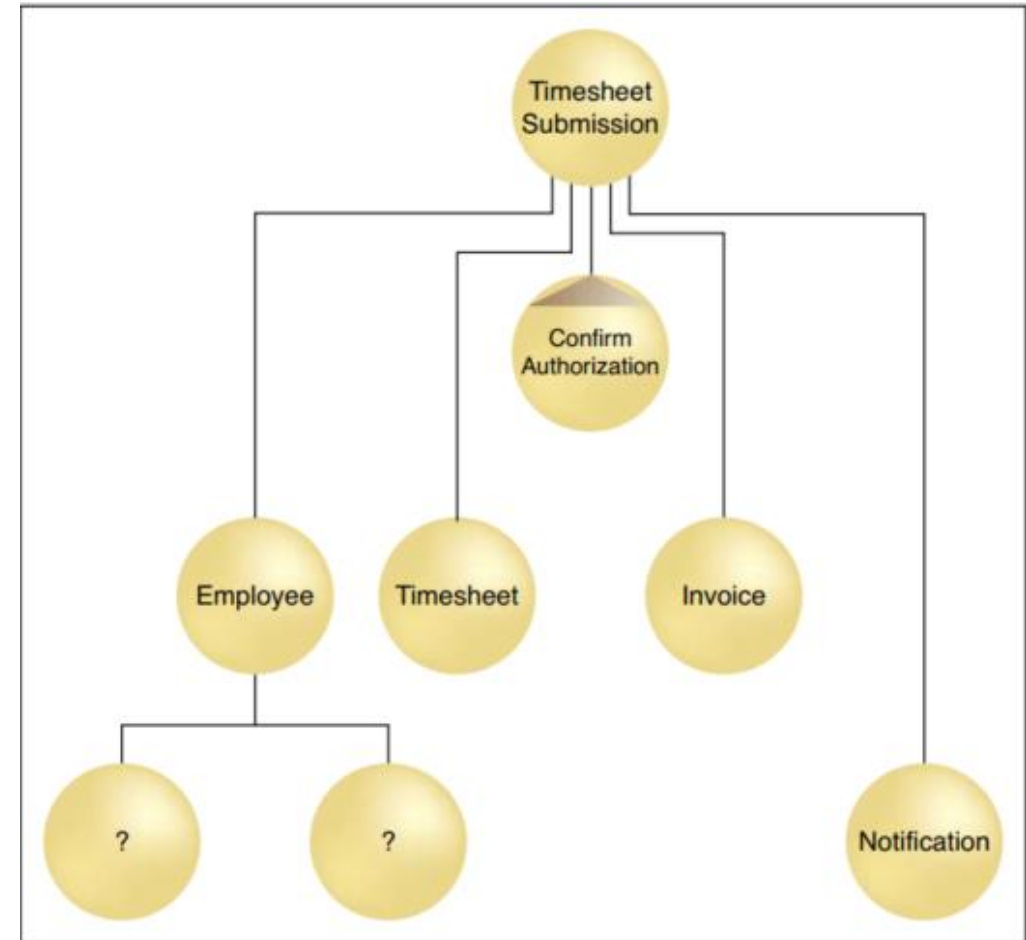 Timesheet
Submission
Confirm
Authorization
Employee
Timesheet
Invoice
?
?
Notification